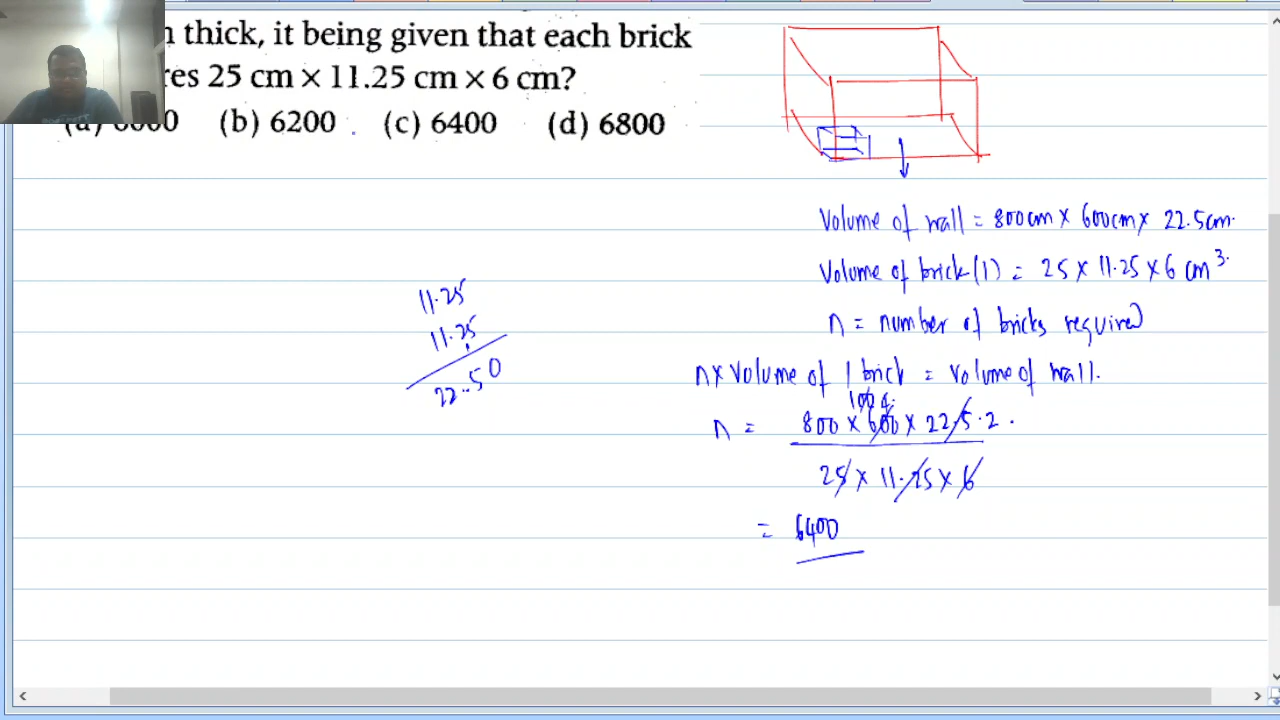 thick, it being given that each brick
25 cm × 11.25 cm × 6 cm?
(b) 6200 (c) 6400 (d) 6800
Volume of wall = 800cm × 600cm × 22.5cm.
Volume of brick(1) = 25 × 11.25 × 6 cm³.
n = number of bricks required
n × Volume of 1 brick = Volume of wall.
100 4.
n = 800 × 600 × 22.5 . 2 .
25 × 11.25 × 6
= 6400
11.25
11.25
22.50